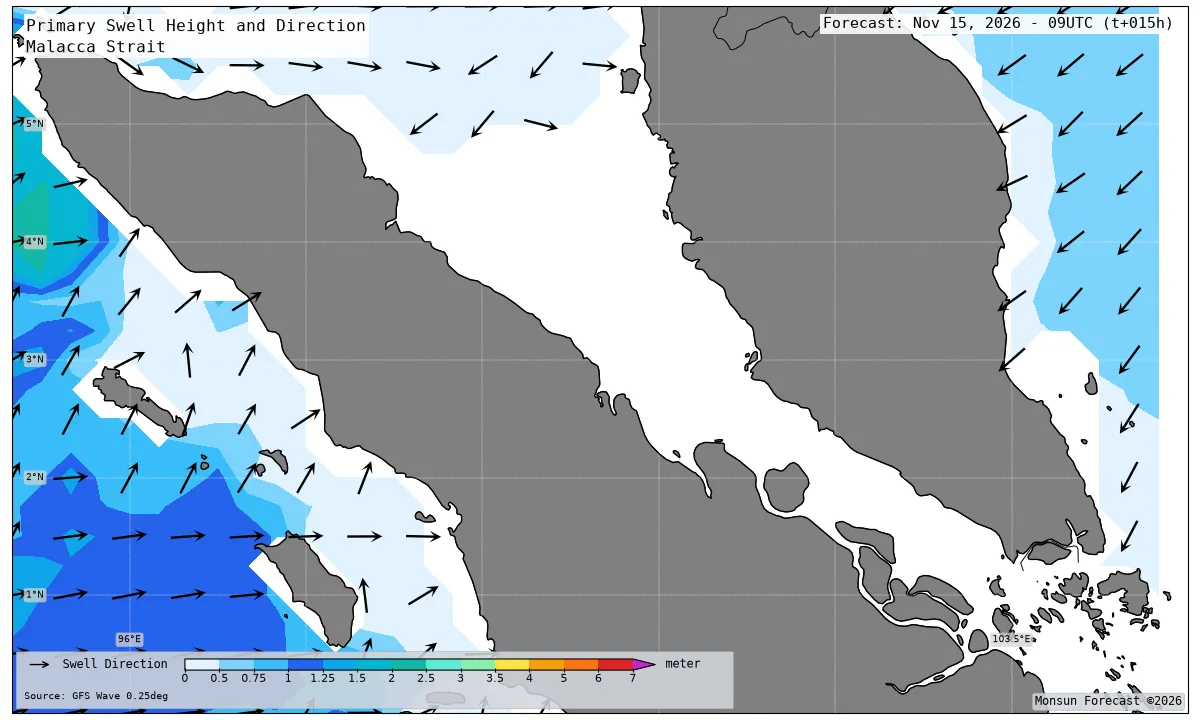 Primary Swell Height and Direction
Malacca Strait
Forecast: Nov 15, 2026 - 09UTC (t+015h)
5°N
4°N
3°N
2°N
1°N
96°E
103.5°E
Swell Direction
0 0.5 0.75 1 1.25 1.5 2 2.5 3 3.5 4 5 6 7
meter
Source: GFS Wave 0.25deg
Monsun Forecast ©2026